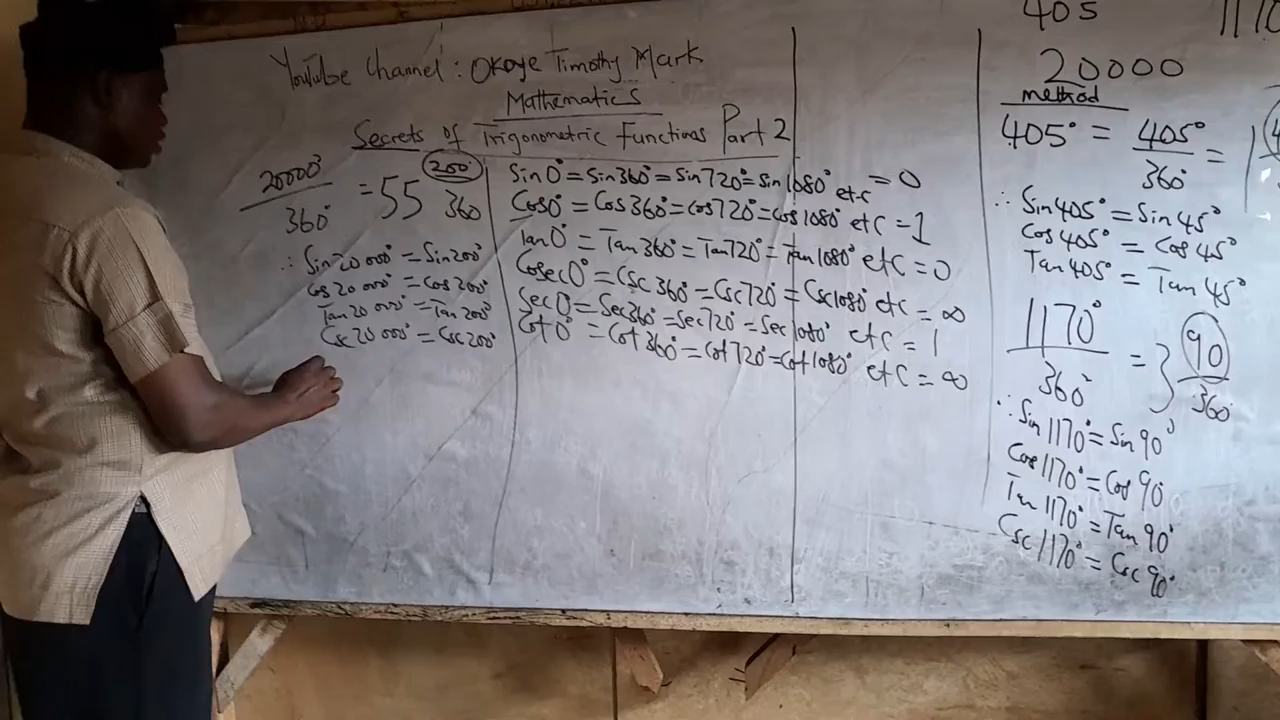 YouTube Channel: Okoye Timothy Mark
Mathematics
Secrets of Trigonometric Functions Part 2
20000° / 360° = 55 200° / 360
∴ Sin 20000° = Sin 200°
Cos 20000° = Cos 200°
Tan 20000° = Tan 200°
Csc 20000° = Csc 200°
Sin 0° = Sin 360° = Sin 720° = Sin 1080° etc = 0
Cos 0° = Cos 360° = Cos 720° = Cos 1080° etc = 1
Tan 0° = Tan 360° = Tan 720° = Tan 1080° etc = 0
Cosec 0° = Csc 360° = Csc 720° = Csc 1080° etc = ∞
Sec 0° = Sec 360° = Sec 720° = Sec 1080° etc = 1
Cot 0° = Cot 360° = Cot 720° = Cot 1080° etc = ∞
405 1170
20000
method
405° = 405° / 360° = 1
∴ Sin 405° = Sin 45°
Cos 405° = Cos 45°
Tan 405° = Tan 45°
1170° / 360° = 3 90 / 360°
∴ Sin 1170° = Sin 90°
Cos 1170° = Cos 90
Tan 1170° = Tan 90°
Csc 1170° = Csc 90°